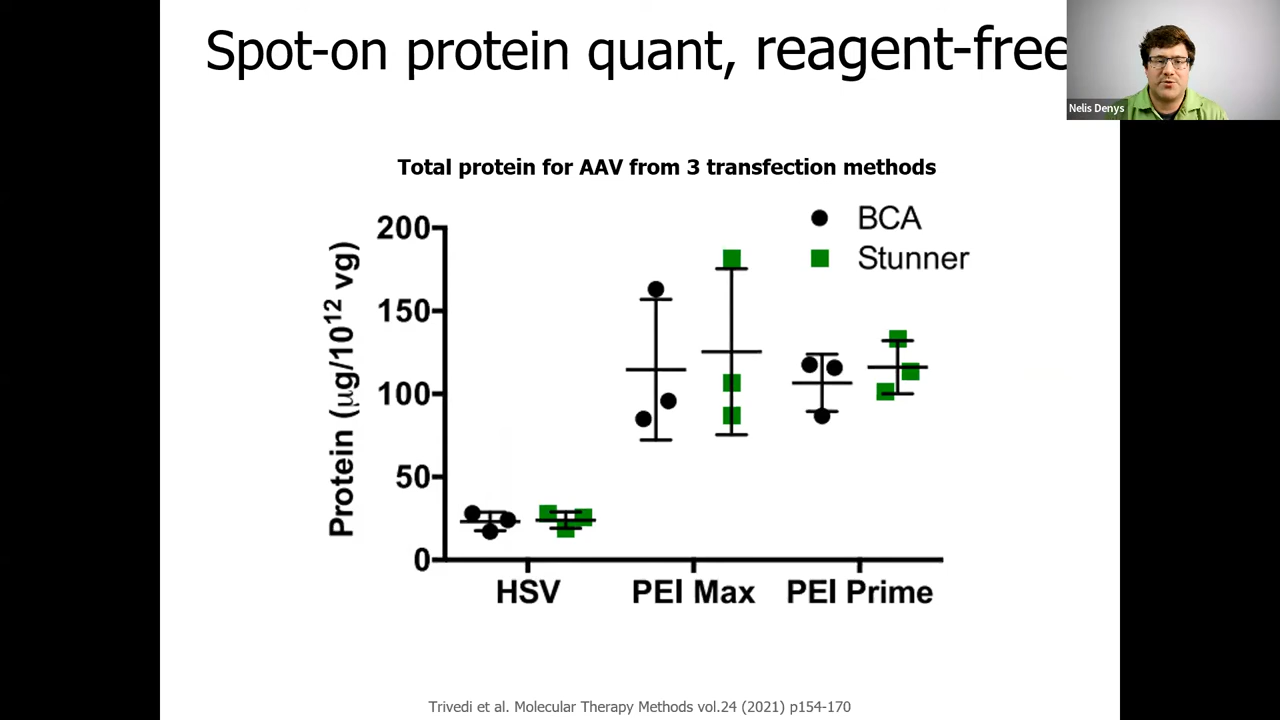 Spot-on protein quant, reagent-free
Nelis Denys
Total protein for AAV from 3 transfection methods
BCA
Stunner
Protein (μg/10¹² vg)
200
150
100
50
0
HSV
PEI Max
PEI Prime
Trivedi et al. Molecular Therapy Methods vol.24 (2021) p154-170